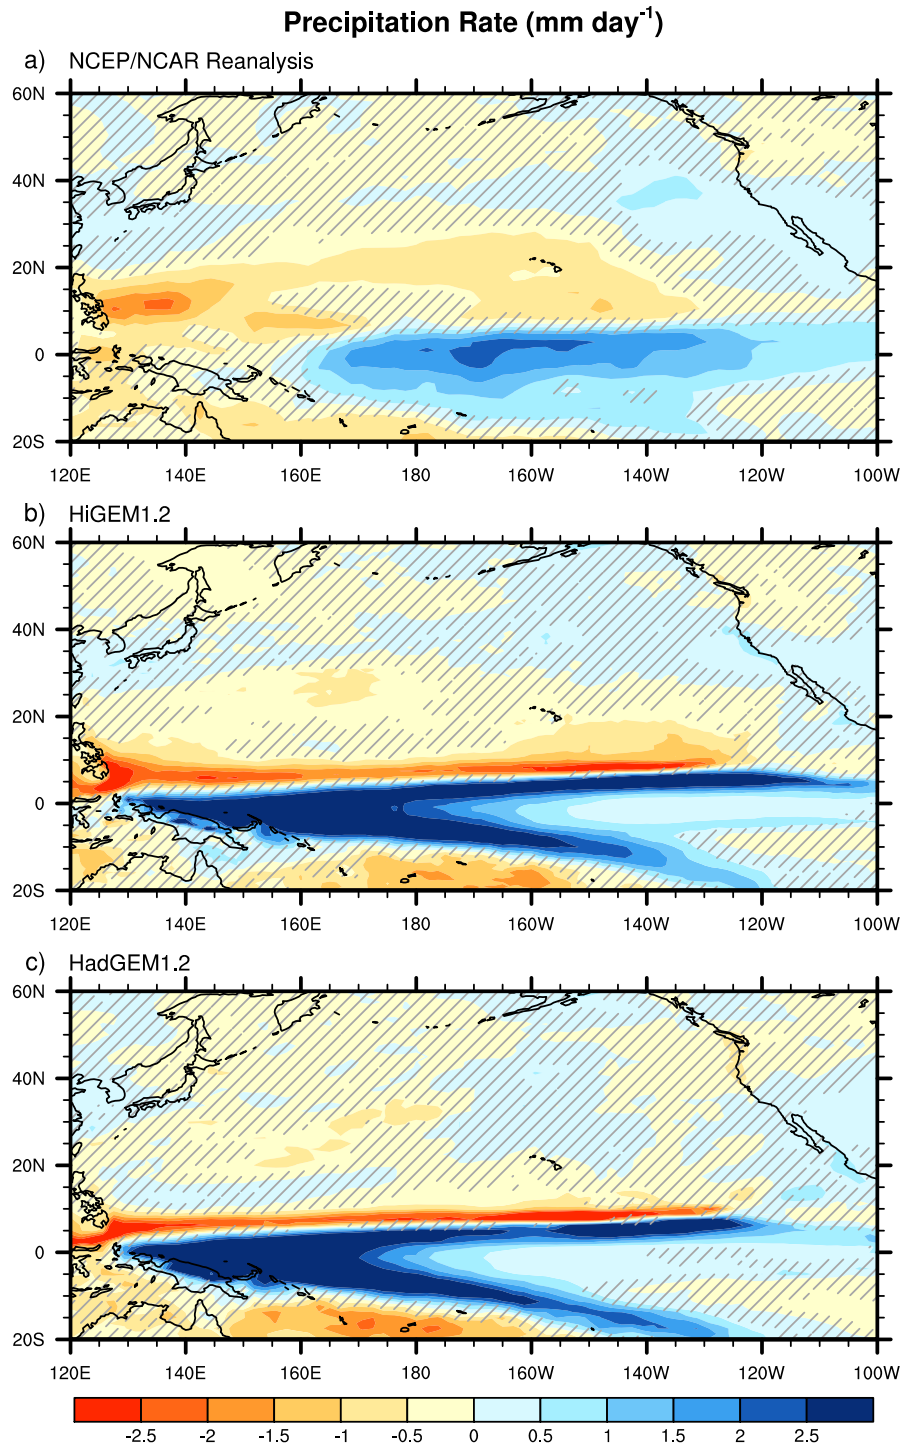 Precipitation Rate (mm day-1)
a) NCEP/NCAR Reanalysis
60N
40N
20N
0
20S
120E 140E 160E 180 160W 140W 120W 100W
b) HiGEM1.2
60N
40N
20N
0
20S
120E 140E 160E 180 160W 140W 120W 100W
c) HadGEM1.2
60N
40N
20N
0
20S
120E 140E 160E 180 160W 140W 120W 100W
-2.5 -2 -1.5 -1 -0.5 0 0.5 1 1.5 2 2.5